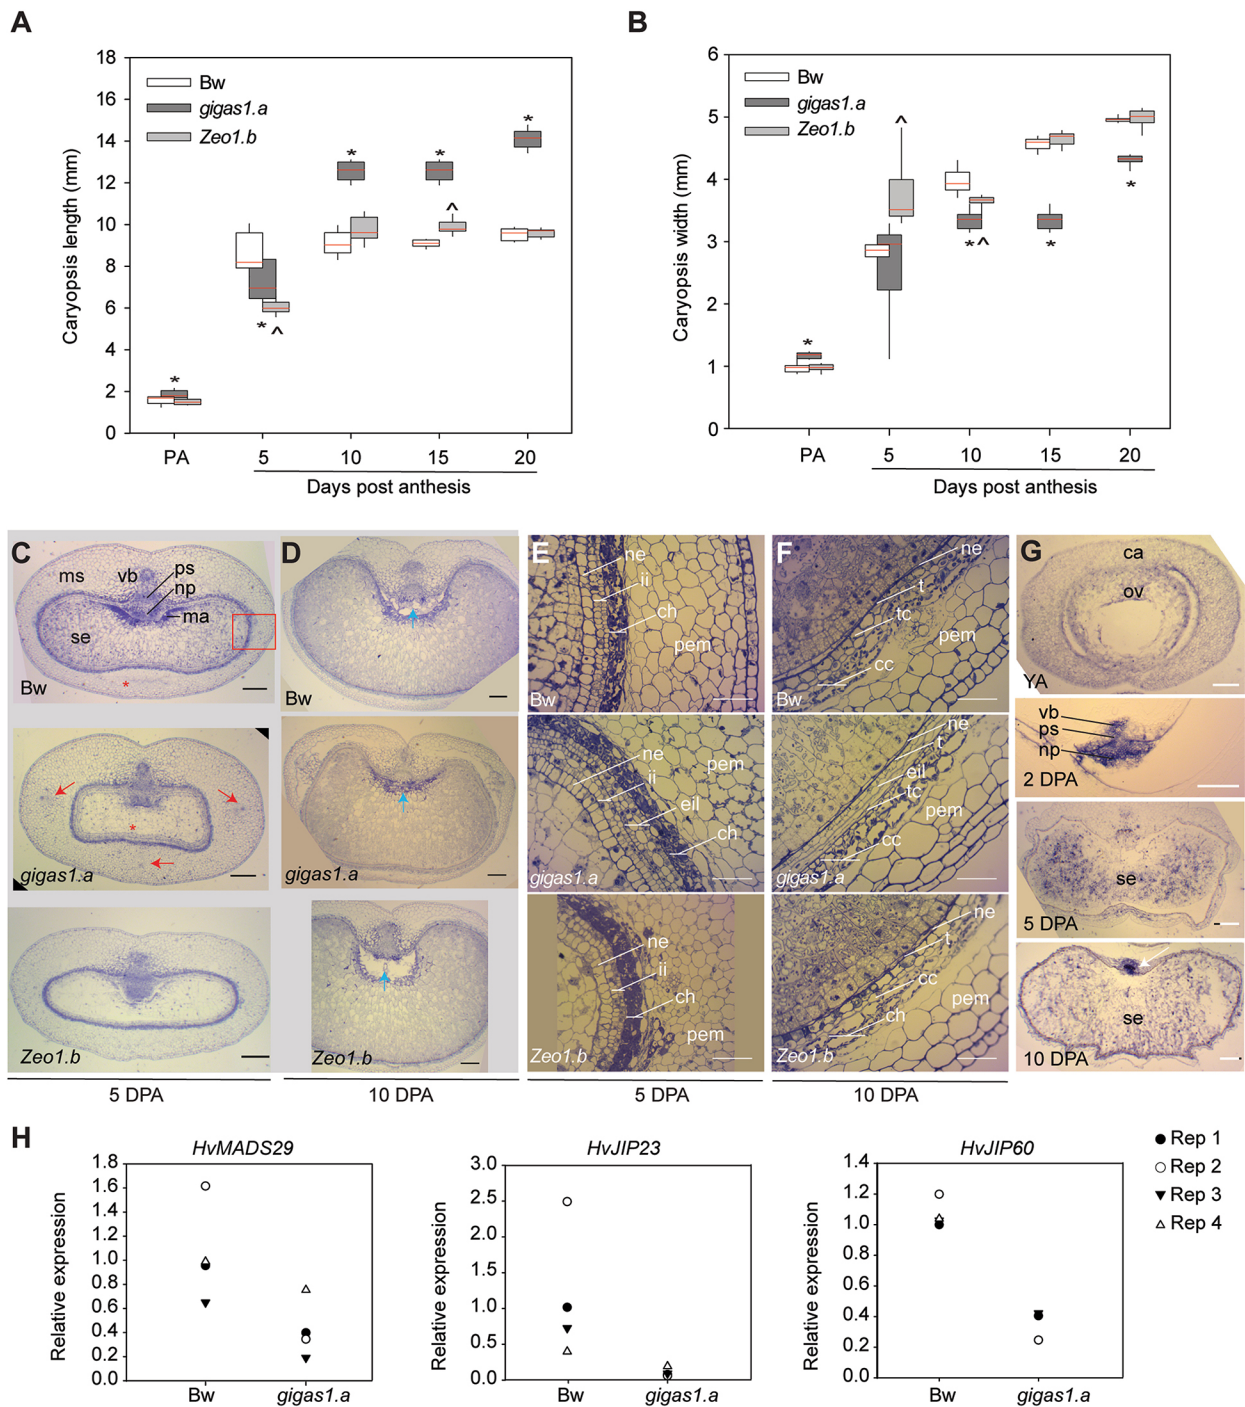 A
B
18
16
14
12
10
8
6
4
2
0
Caryopsis length (mm)
Bw
gigas1.a
Zeo1.b
*
*
*
*
*
^
^
PA
5
10
15
20
Days post anthesis
6
5
4
3
2
1
0
Caryopsis width (mm)
Bw
gigas1.a
Zeo1.b
*
^
*
^
*
*
PA
5
10
15
20
Days post anthesis
C
ms
vb
ps
np
ma
se
*
Bw
*
gigas1.a
Zeo1.b
5 DPA
D
Bw
gigas1.a
Zeo1.b
10 DPA
E
ne
ii
ch
pem
Bw
ne
pem
ii
eil
ch
gigas1.a
ne
ii
ch
pem
Zeo1.b
5 DPA
F
ne
t
tc
pem
cc
Bw
ne
t
eil
tc
pem
cc
gigas1.a
ne
t
cc
pem
ch
Zeo1.b
10 DPA
G
ca
ov
YA
vb
ps
np
2 DPA
se
5 DPA
se
10 DPA
H
HvMADS29
1.8
1.6
1.4
1.2
1.0
0.8
0.6
0.4
0.2
0.0
Relative expression
Bw
gigas1.a
HvJIP23
3.0
2.5
2.0
1.5
1.0
0.5
0.0
Relative expression
Bw
gigas1.a
HvJIP60
1.4
1.2
1.0
0.8
0.6
0.4
0.2
0.0
Relative expression
Bw
gigas1.a
Rep 1
Rep 2
Rep 3
Rep 4